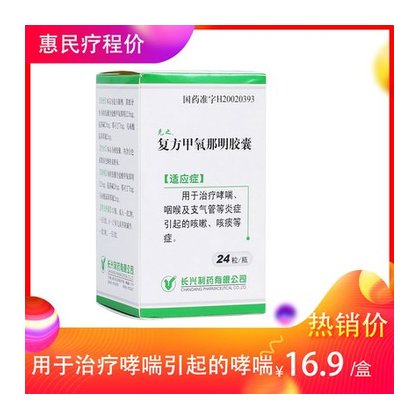 惠民疗程价
国药准字H20020393
克之
复方甲氧那明胶囊
【适应症】
用于治疗哮喘、
咽喉及支气管等炎症
引起的咳嗽、咳痰等
症。
24粒/瓶
长兴制药有限公司
CHANGXING PHARMACEUTICAL CO.,LTD
热销价
用于治疗哮喘引起的哮喘
¥16.9/盒